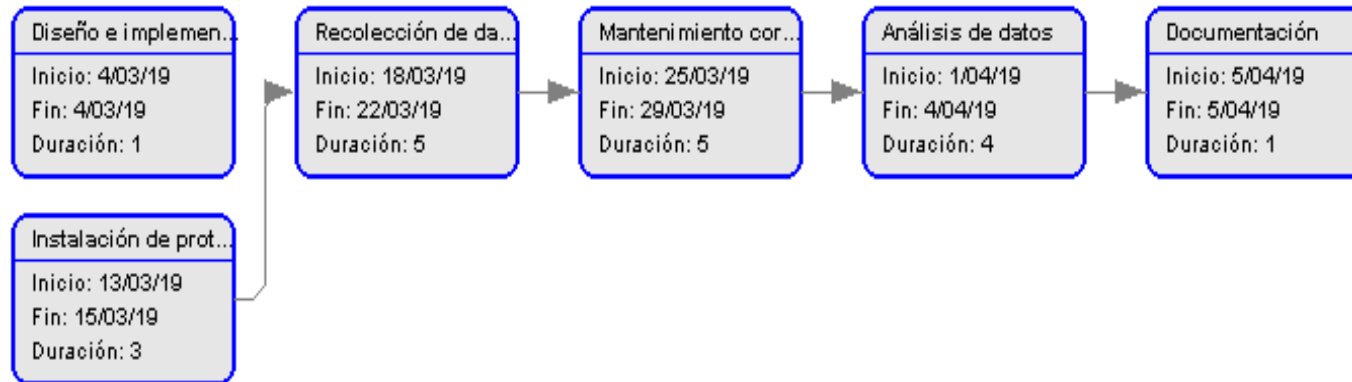 Diseño e implemen...
Inicio: 4/03/19
Fin: 4/03/19
Duración: 1
Recolección de da...
Inicio: 18/03/19
Fin: 22/03/19
Duración: 5
Mantenimiento cor...
Inicio: 25/03/19
Fin: 29/03/19
Duración: 5
Análisis de datos
Inicio: 1/04/19
Fin: 4/04/19
Duración: 4
Documentación
Inicio: 5/04/19
Fin: 5/04/19
Duración: 1
Instalación de prot...
Inicio: 13/03/19
Fin: 15/03/19
Duración: 3